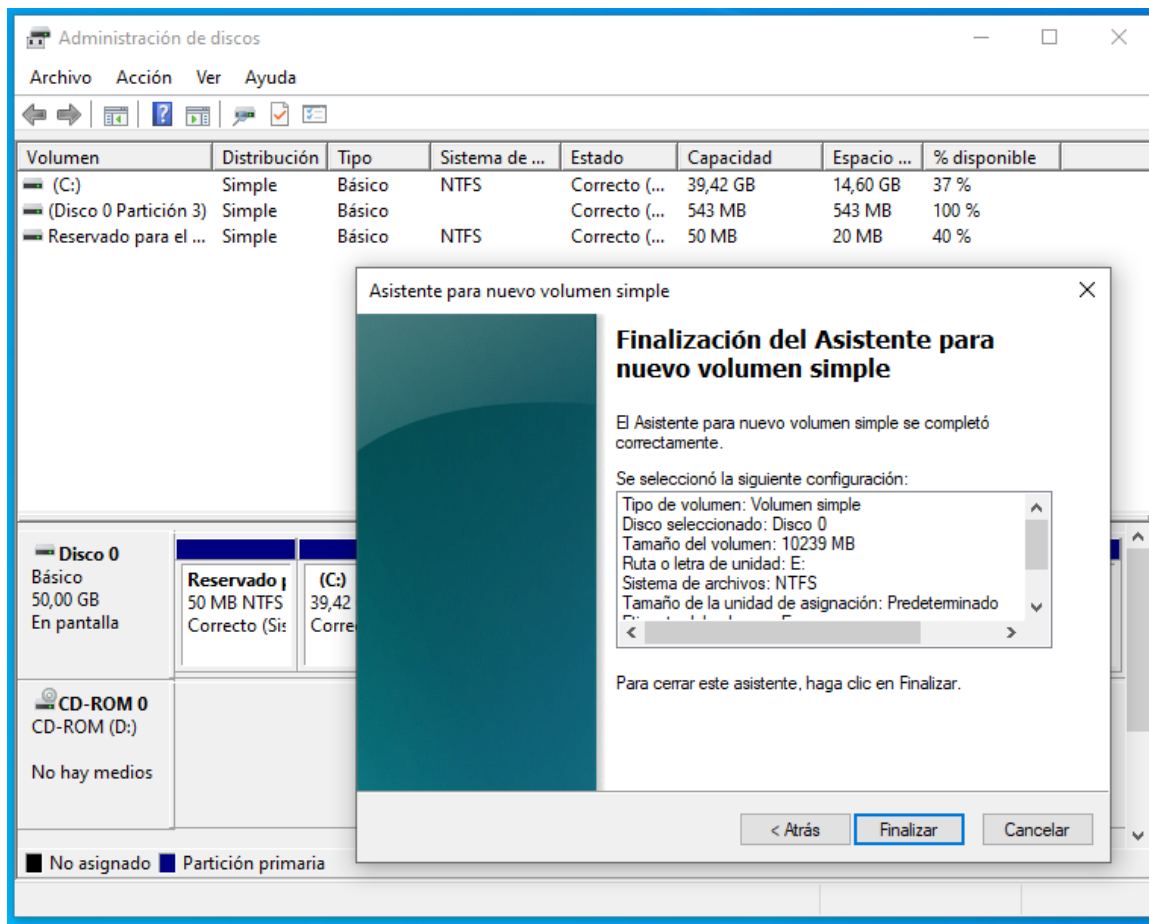 Administración de discos
Archivo Acción Ver Ayuda
Volumen Distribución Tipo Sistema de ... Estado Capacidad Espacio ... % disponible
(C:) Simple Básico NTFS Correcto (... 39,42 GB 14,60 GB 37 %
(Disco 0 Partición 3) Simple Básico Correcto (... 543 MB 543 MB 100 %
Reservado para el ... Simple Básico NTFS Correcto (... 50 MB 20 MB 40 %
Asistente para nuevo volumen simple
Finalización del Asistente para
nuevo volumen simple
El Asistente para nuevo volumen simple se completó
correctamente.
Se seleccionó la siguiente configuración:
Tipo de volumen: Volumen simple
Disco seleccionado: Disco 0
Tamaño del volumen: 10239 MB
Ruta o letra de unidad: E:
Sistema de archivos: NTFS
Tamaño de la unidad de asignación: Predeterminado
Para cerrar este asistente, haga clic en Finalizar.
< Atrás Finalizar Cancelar
Disco 0
Básico
50,00 GB
En pantalla
Reservado
50 MB NTFS
Correcto (Sis
(C:)
39,42
Corre
CD-ROM 0
CD-ROM (D:)
No hay medios
No asignado Partición primaria